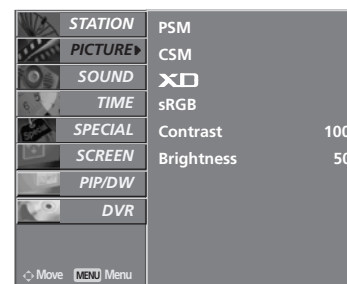 STATION
PICTURE
SOUND
TIME
SPECIAL
SCREEN
PIP/DW
DVR
Move MENU Menu
PSM
CSM
XD
sRGB
Contrast 100
Brightness 50